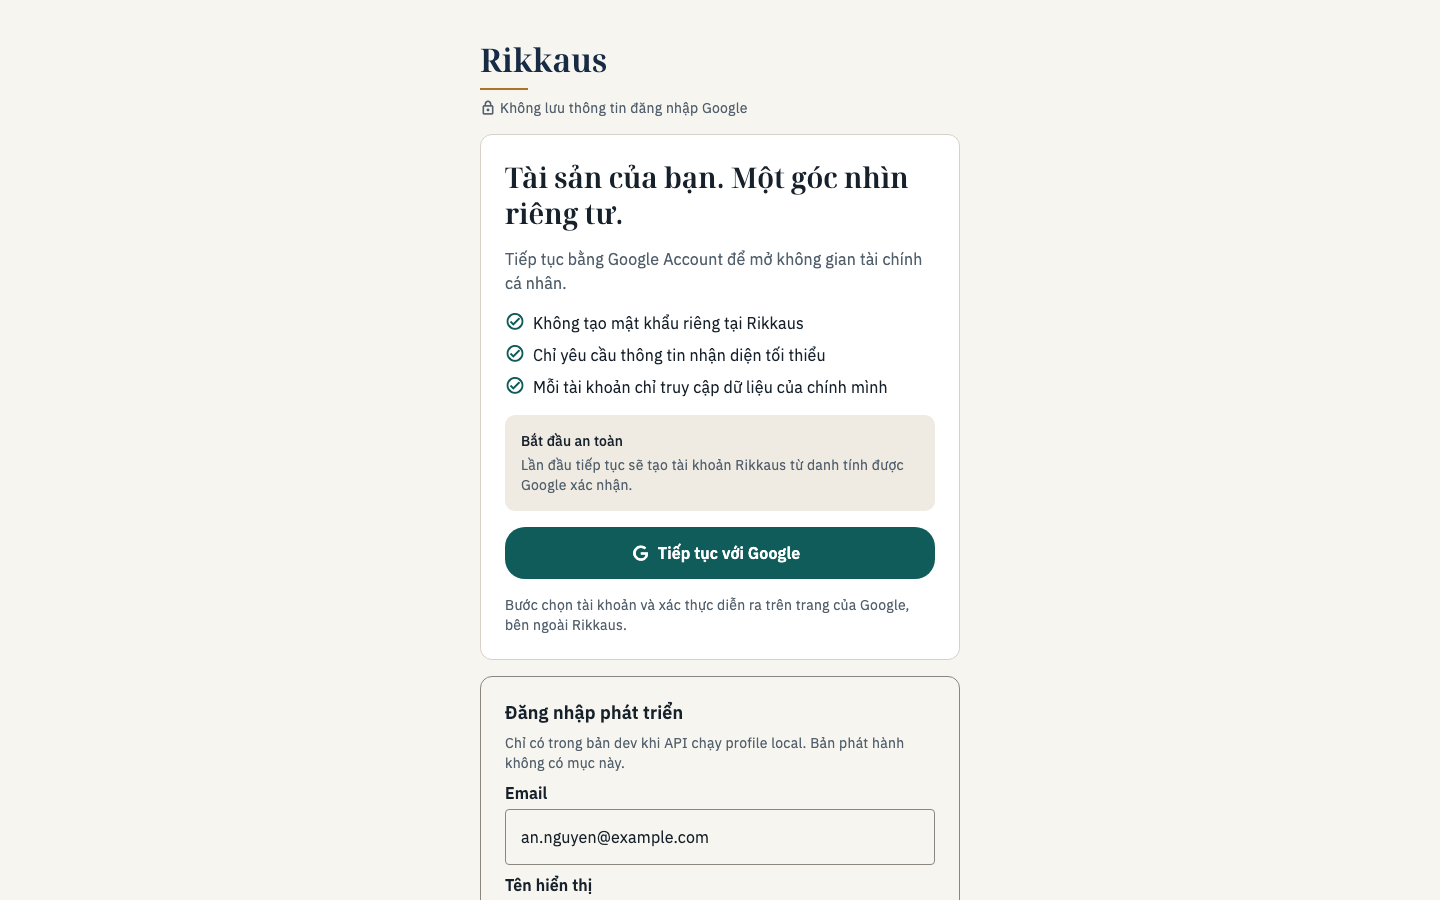 Rikkaus
Không lưu thông tin đăng nhập Google
Tài sản của bạn. Một góc nhìn
riêng tư.
Tiếp tục bằng Google Account để mở không gian tài chính
cá nhân.
Không tạo mật khẩu riêng tại Rikkaus
Chỉ yêu cầu thông tin nhận diện tối thiểu
Mỗi tài khoản chỉ truy cập dữ liệu của chính mình
Bắt đầu an toàn
Lần đầu tiếp tục sẽ tạo tài khoản Rikkaus từ danh tính được
Google xác nhận.
Tiếp tục với Google
Bước chọn tài khoản và xác thực diễn ra trên trang của Google,
bên ngoài Rikkaus.
Đăng nhập phát triển
Chỉ có trong bản dev khi API chạy profile local. Bản phát hành
không có mục này.
Email
an.nguyen@example.com
Tên hiển thị